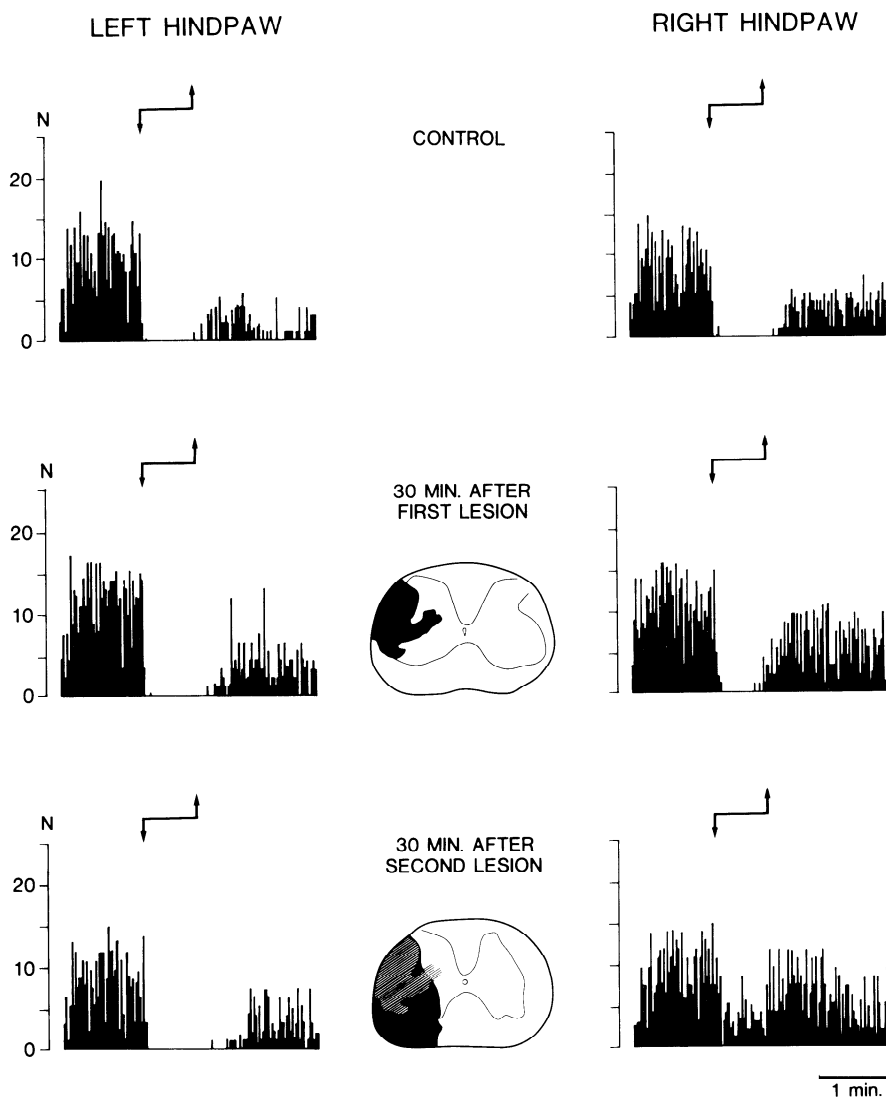 LEFT HINDPAW
RIGHT HINDPAW
N
20
10
0
CONTROL
N
20
10
0
30 MIN. AFTER
FIRST LESION
N
20
10
0
30 MIN. AFTER
SECOND LESION
1 min.